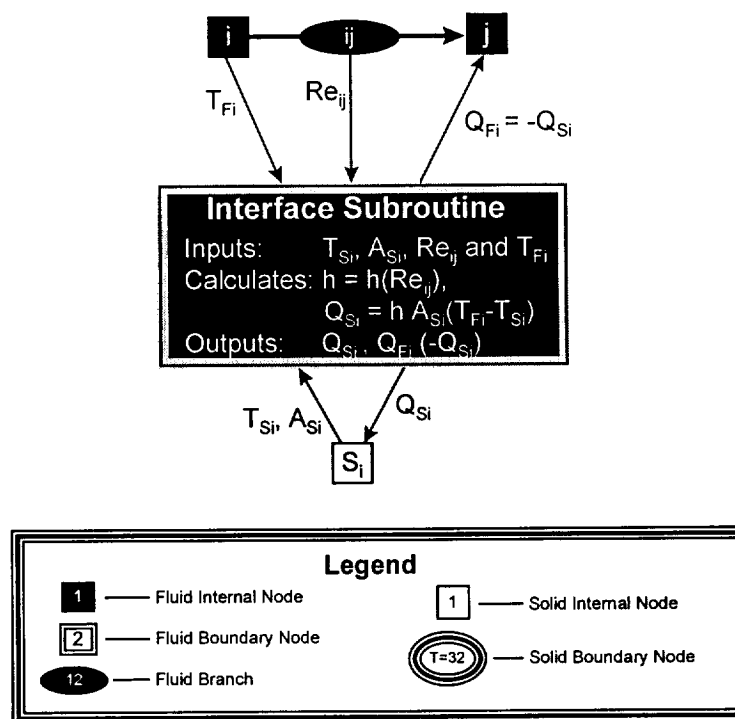 i ij j
T_Fi Re_ij Q_Fi = -Q_Si
Interface Subroutine
Inputs: T_Si, A_Si, Re_ij and T_Fi
Calculates: h = h(Re_ij),
Q_Si = h A_Si(T_Fi-T_Si)
Outputs: Q_Si, Q_Fi (-Q_Si)
T_Si, A_Si Q_Si
S_i
Legend
1 Fluid Internal Node
1 Solid Internal Node
2 Fluid Boundary Node
T=32 Solid Boundary Node
12 Fluid Branch